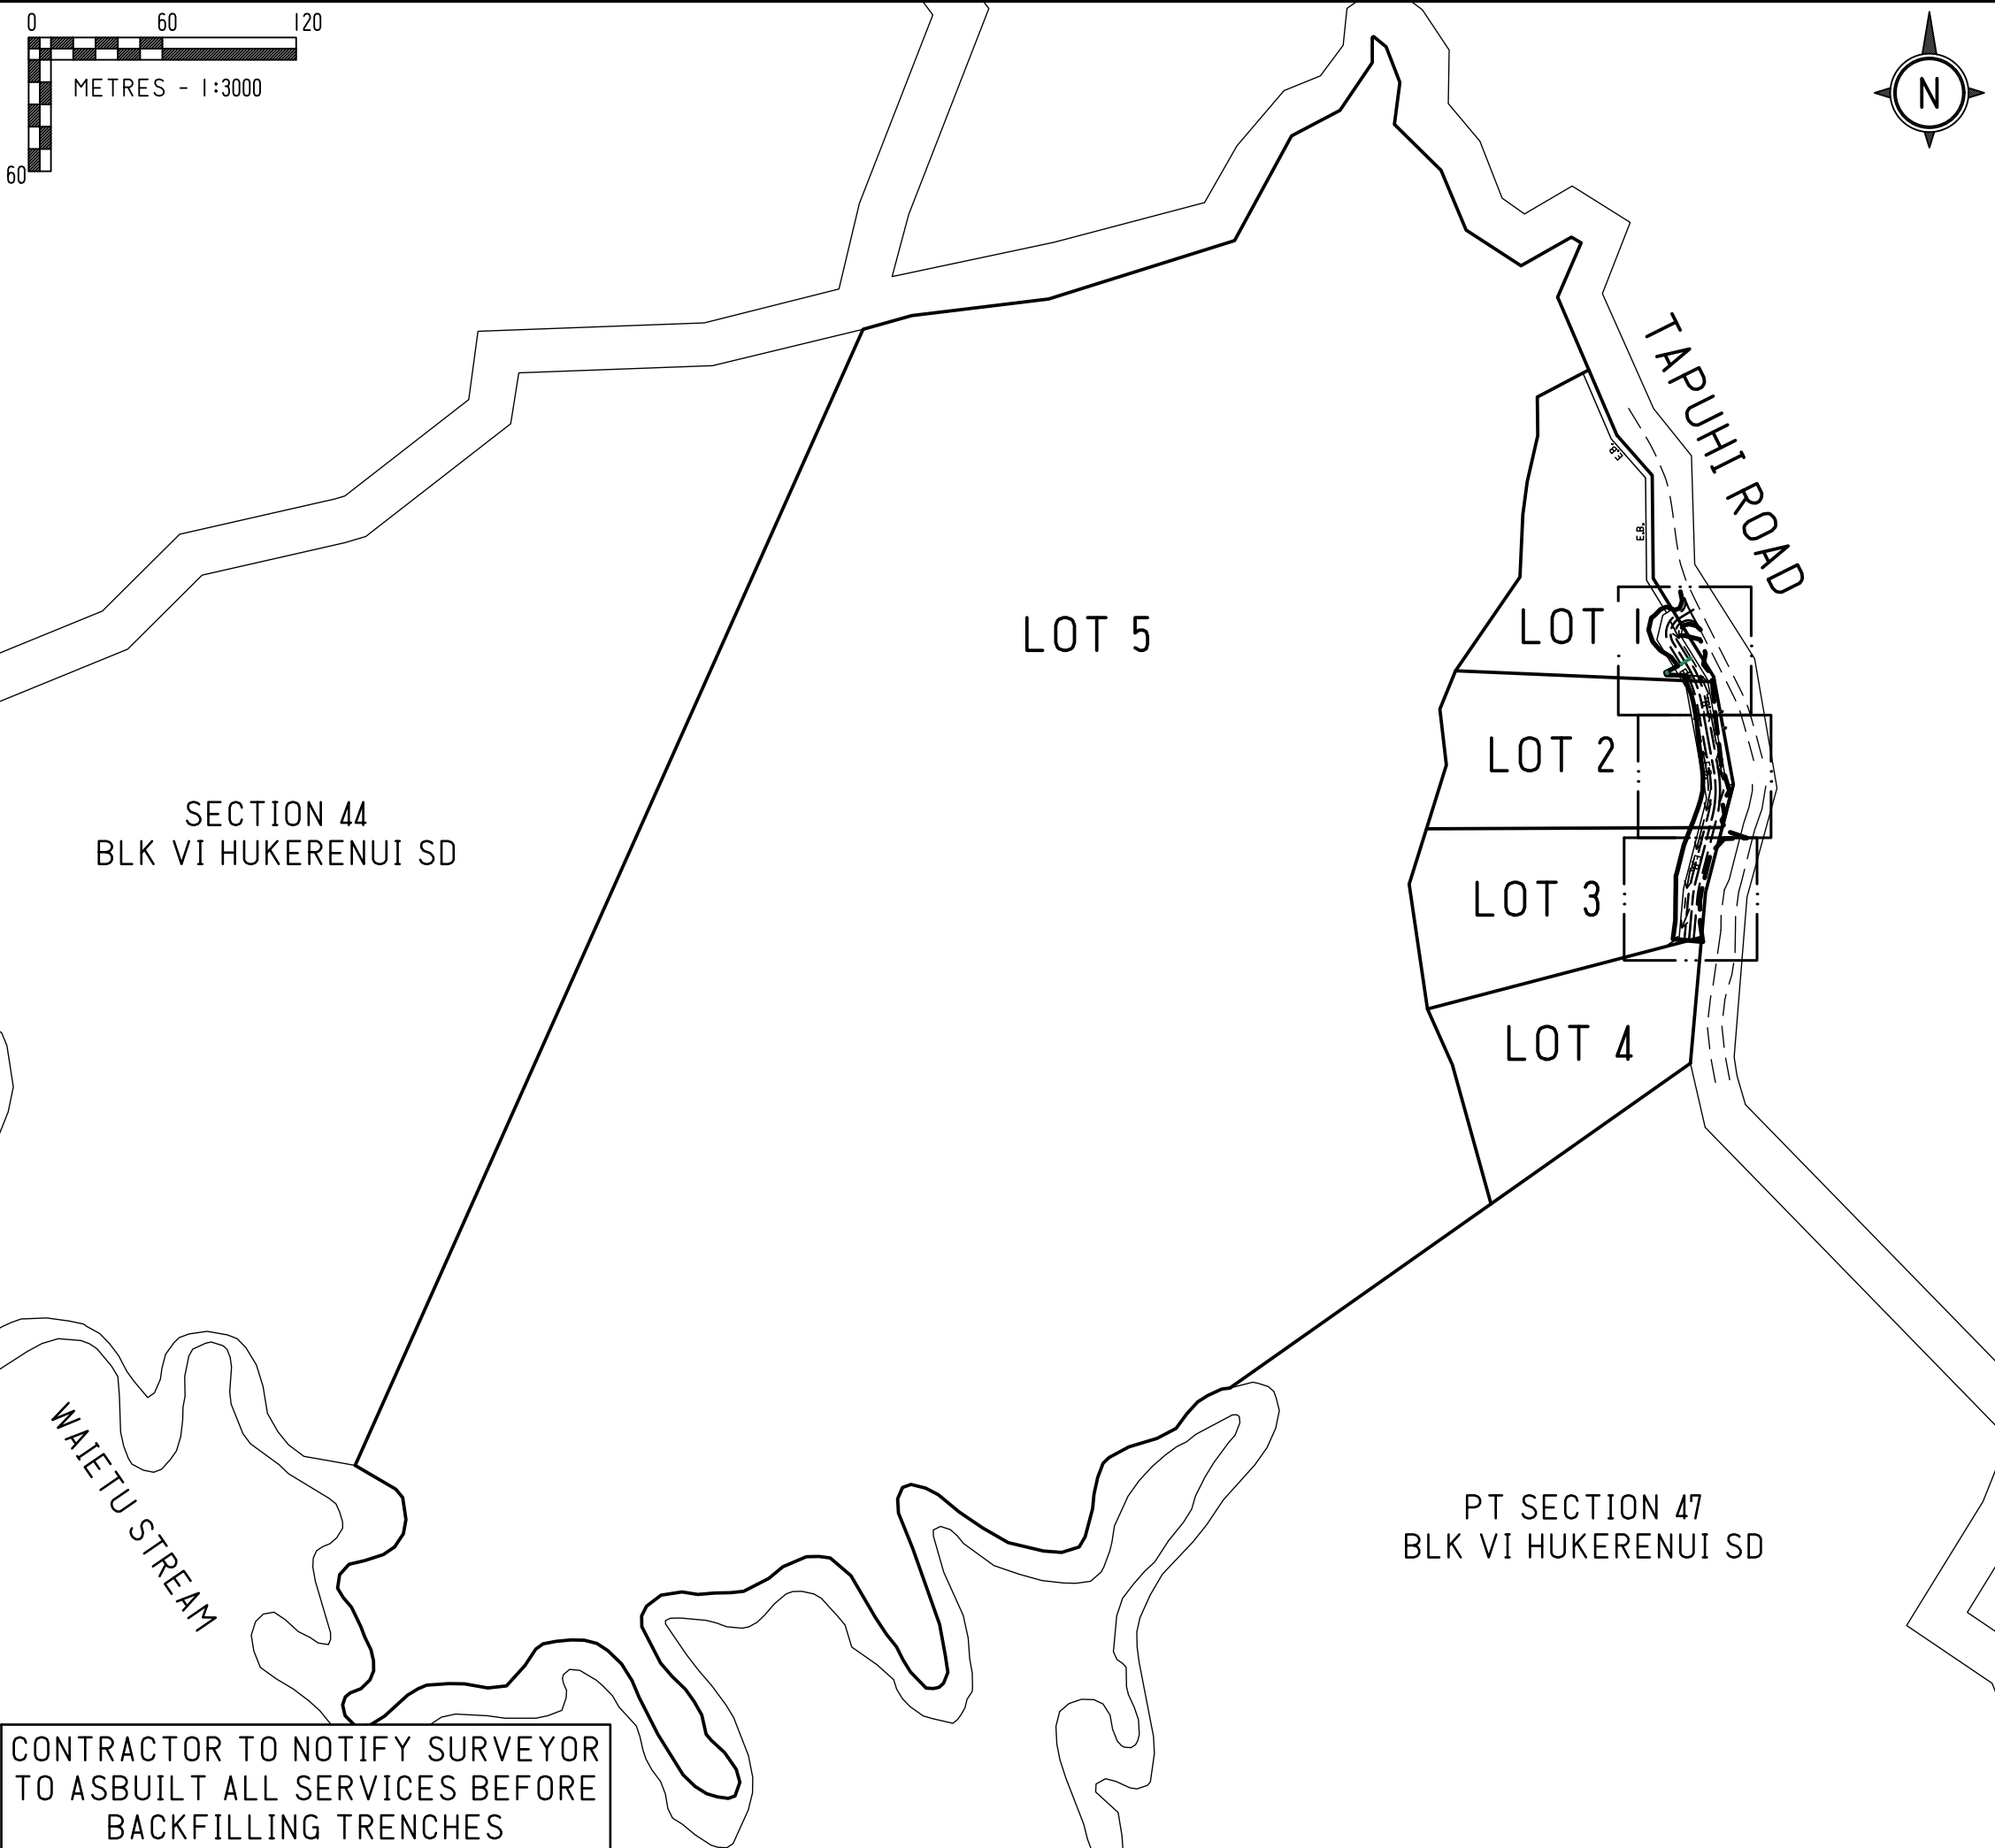 0 60 120
METRES - 1:3000
60
N
TAPUHI ROAD
E.B.
E.B.
LOT 5
LOT 1
LOT 2
SECTION 44
BLK VI HUKERENUI SD
LOT 3
LOT 4
WAIETU STREAM
PT SECTION 47
BLK VI HUKERENUI SD
CONTRACTOR TO NOTIFY SURVEYOR
TO ASBUILT ALL SERVICES BEFORE
BACKFILLING TRENCHES